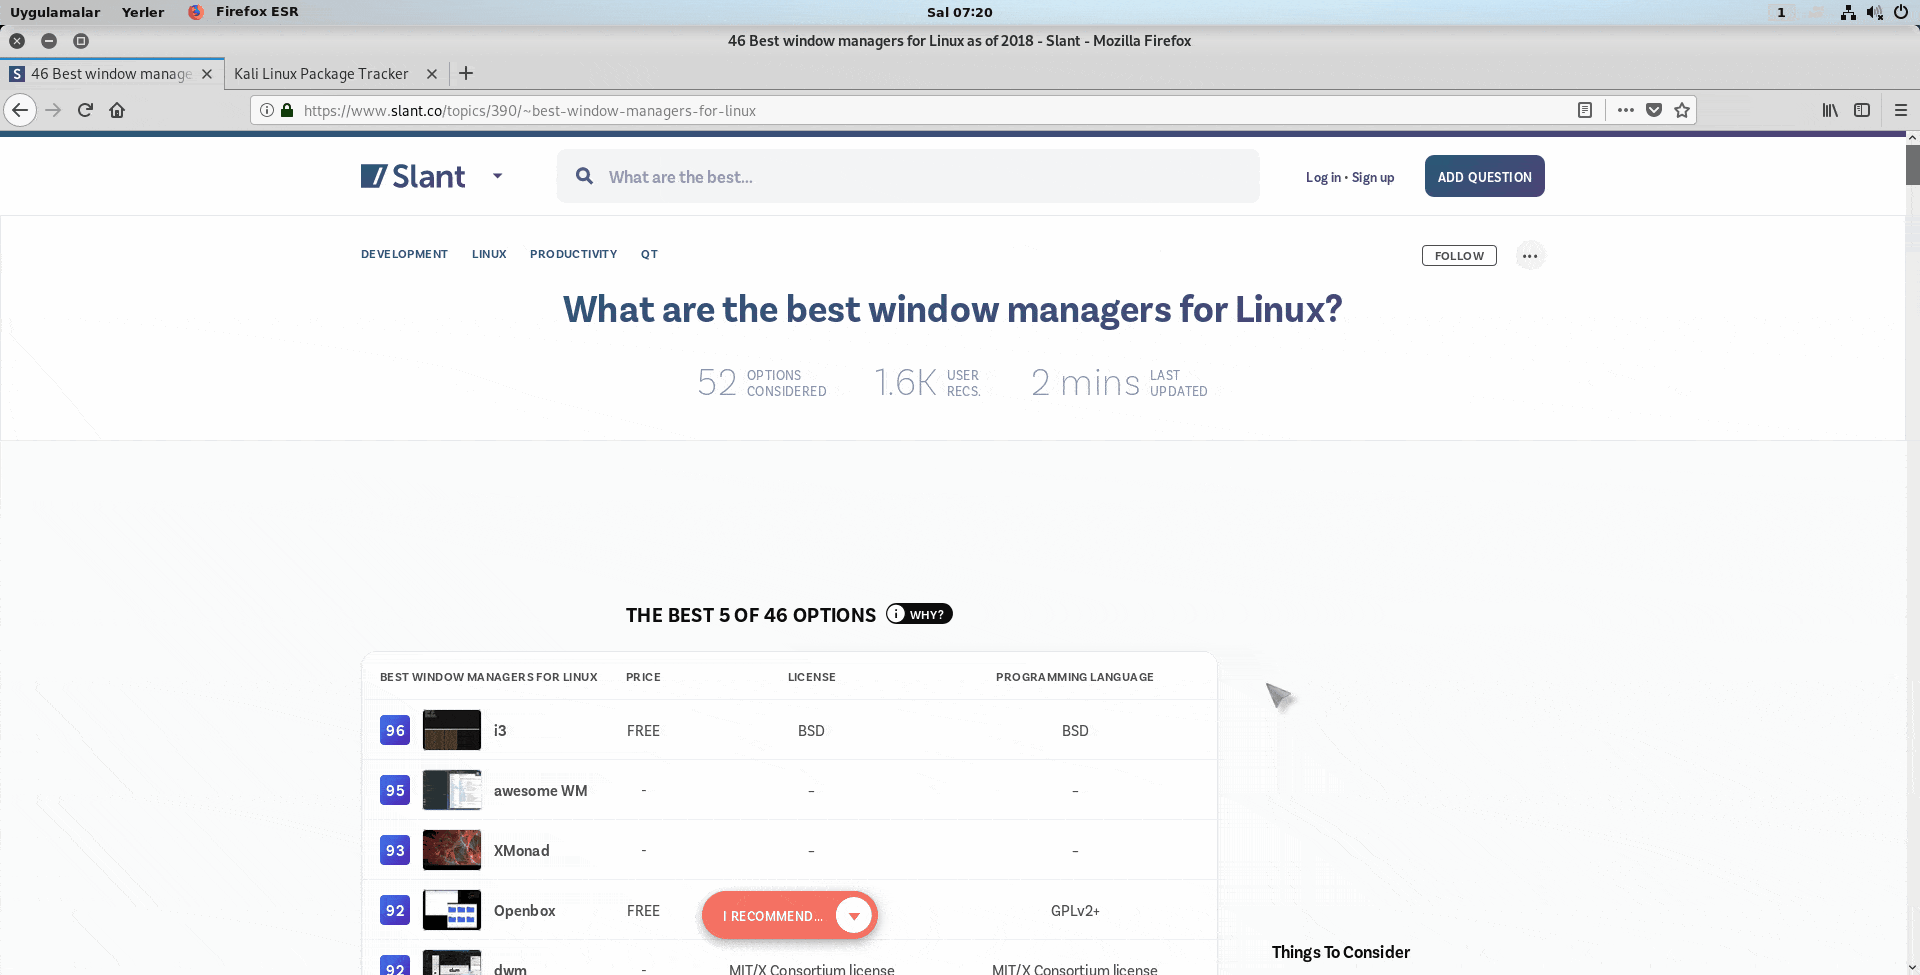 Uygulamalar Yerler Firefox ESR Sal 07:20 1
46 Best window managers for Linux as of 2018 - Slant - Mozilla Firefox
S 46 Best window manage Kali Linux Package Tracker
https://www.slant.co/topics/390/~best-window-managers-for-linux
Slant What are the best... Log in • Sign up ADD QUESTION
DEVELOPMENT LINUX PRODUCTIVITY QT FOLLOW
What are the best window managers for Linux?
52 OPTIONS CONSIDERED 1.6K USER RECS. 2 mins LAST UPDATED
THE BEST 5 OF 46 OPTIONS i WHY?
BEST WINDOW MANAGERS FOR LINUX PRICE LICENSE PROGRAMMING LANGUAGE
96 i3 FREE BSD BSD
95 awesome WM - - -
93 XMonad - - -
92 Openbox FREE GPLv2+
I RECOMMEND...
Things To Consider
92 dwm - MIT/X Consortium license MIT/X Consortium license